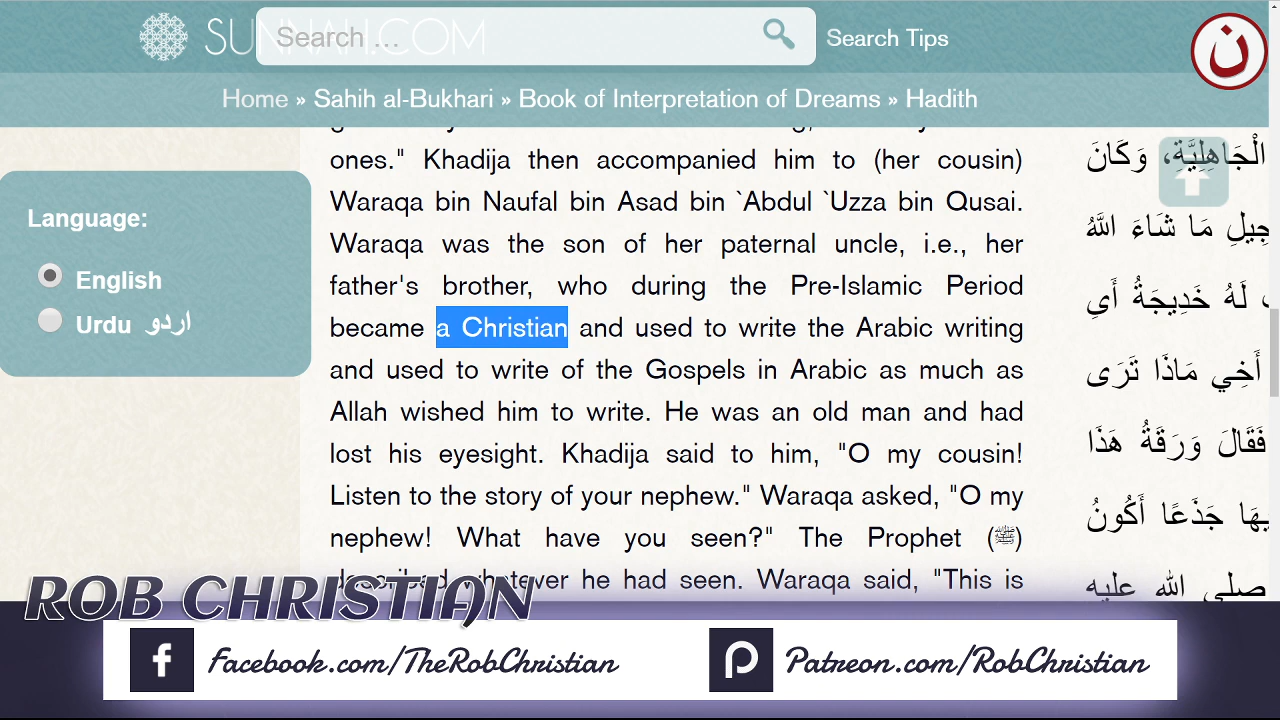 SUNNAH.COM
Search ...
Search Tips
ن
Home » Sahih al-Bukhari » Book of Interpretation of Dreams » Hadith
Language:
English
Urdu اردو
ones." Khadija then accompanied him to (her cousin)
Waraqa bin Naufal bin Asad bin `Abdul `Uzza bin Qusai.
Waraqa was the son of her paternal uncle, i.e., her
father's brother, who during the Pre-Islamic Period
became a Christian and used to write the Arabic writing
and used to write of the Gospels in Arabic as much as
Allah wished him to write. He was an old man and had
lost his eyesight. Khadija said to him, "O my cousin!
Listen to the story of your nephew." Waraqa asked, "O my
nephew! What have you seen?" The Prophet (ﷺ)
described whatever he had seen. Waraqa said, "This is
الْجَاهِلِيَّةِ، وَكَانَ
مَا شَاءَ اللَّهُ
لَهُ خَدِيجَةُ أَىِ
أَخِي مَاذَا تَرَى
فَقَالَ وَرَقَةُ هَذَا
جَذَعًا أَكُونُ
صلى الله عليه
ROB CHRISTIAN
Facebook.com/TheRobChristian
Patreon.com/RobChristian